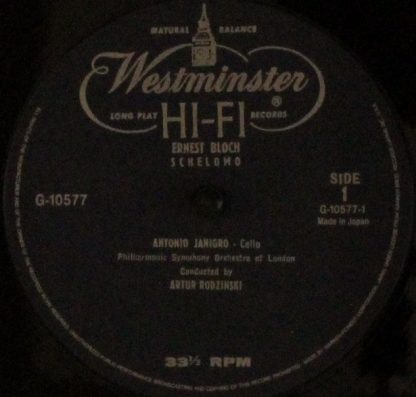 NATURAL BALANCE
Westminster®
LONG PLAY HI-FI RECORDS
ERNEST BLOCH
SCHELOMO
SIDE
1
G-10577
G-10577-1
Made in Japan
ANTONIO JANIGRO - Cello
Philharmonic Symphony Orchestra of London
Conducted by
ARTUR RODZINSKI
33⅓ RPM